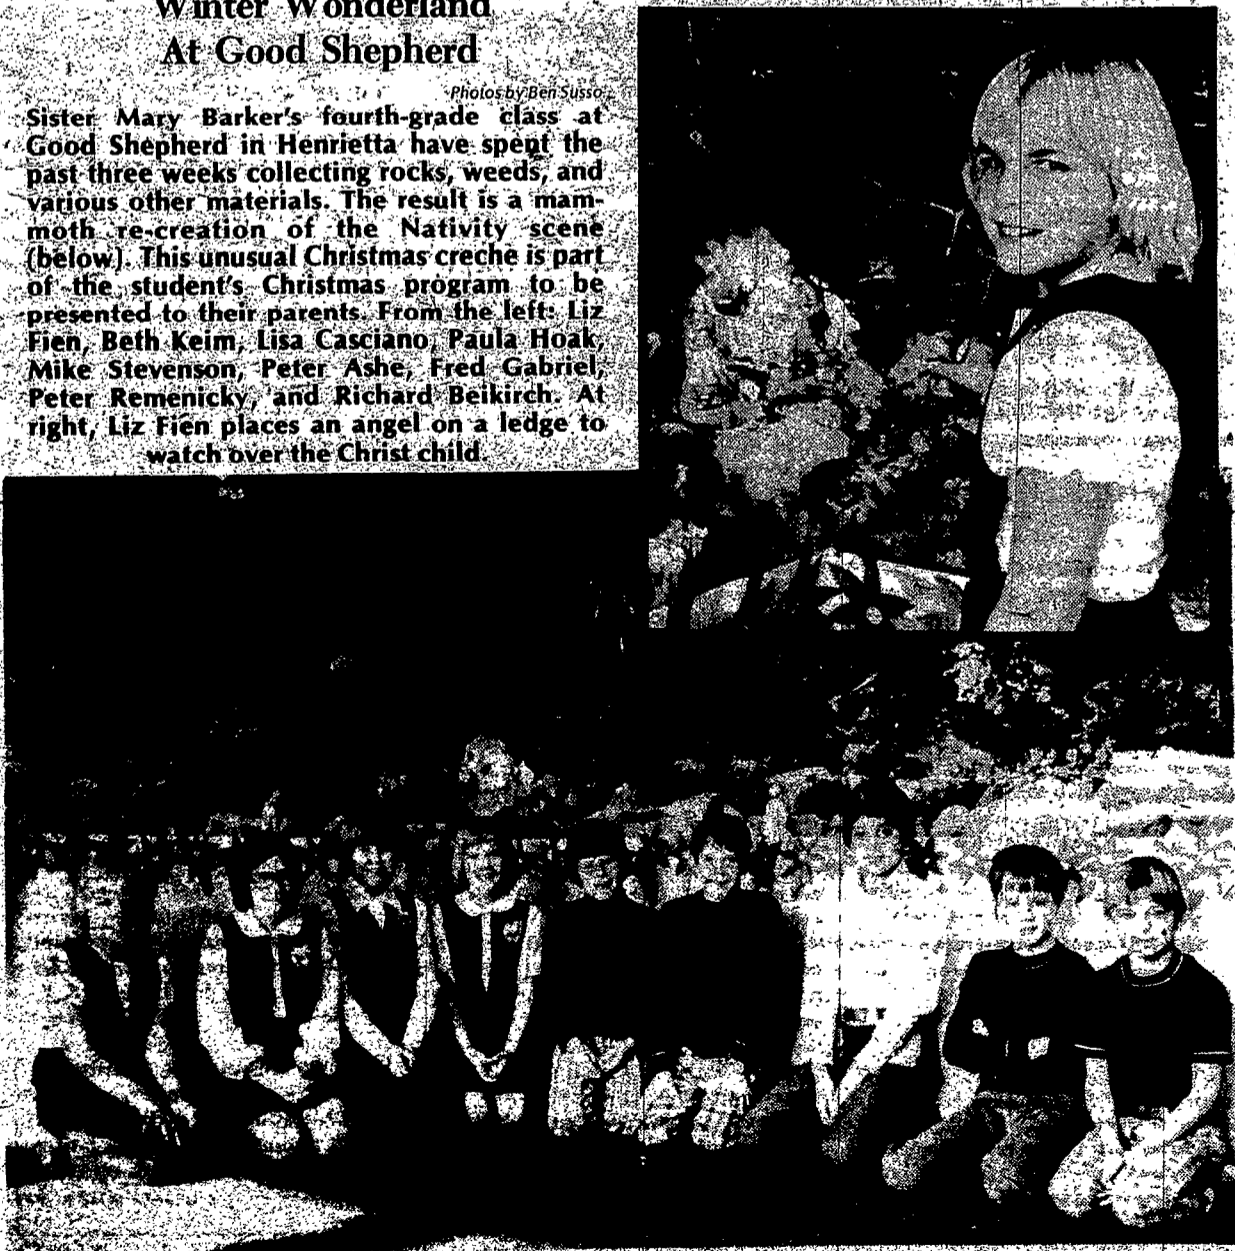 Winter Wonderland
At Good Shepherd
Photos by Ben Susso
Sister Mary Barker's fourth-grade class at
Good Shepherd in Henrietta have spent the
past three weeks collecting rocks, weeds, and
various other materials. The result is a mam-
moth re-creation of the Nativity scene
(below). This unusual Christmas creche is part
of the student's Christmas program to be
presented to their parents. From the left: Liz
Fien, Beth Keim, Lisa Casciano, Paula Hoak,
Mike Stevenson, Peter Ashe, Fred Gabriel,
Peter Remenicky, and Richard Beikirch. At
right, Liz Fien places an angel on a ledge to
watch over the Christ child.